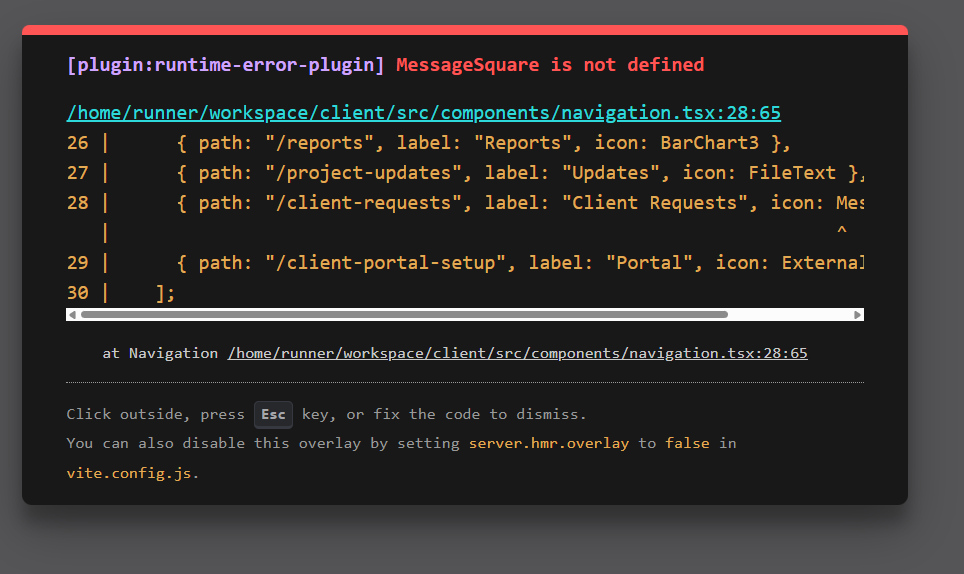 [plugin:runtime-error-plugin] MessageSquare is not defined
/home/runner/workspace/client/src/components/navigation.tsx:28:65
26 |      { path: "/reports", label: "Reports", icon: BarChart3 },
27 |      { path: "/project-updates", label: "Updates", icon: FileText },
28 |      { path: "/client-requests", label: "Client Requests", icon: Mes
   |                                                                  ^
29 |      { path: "/client-portal-setup", label: "Portal", icon: External
30 |    ];
at Navigation /home/runner/workspace/client/src/components/navigation.tsx:28:65
Click outside, press Esc key, or fix the code to dismiss.
You can also disable this overlay by setting server.hmr.overlay to false in
vite.config.js.